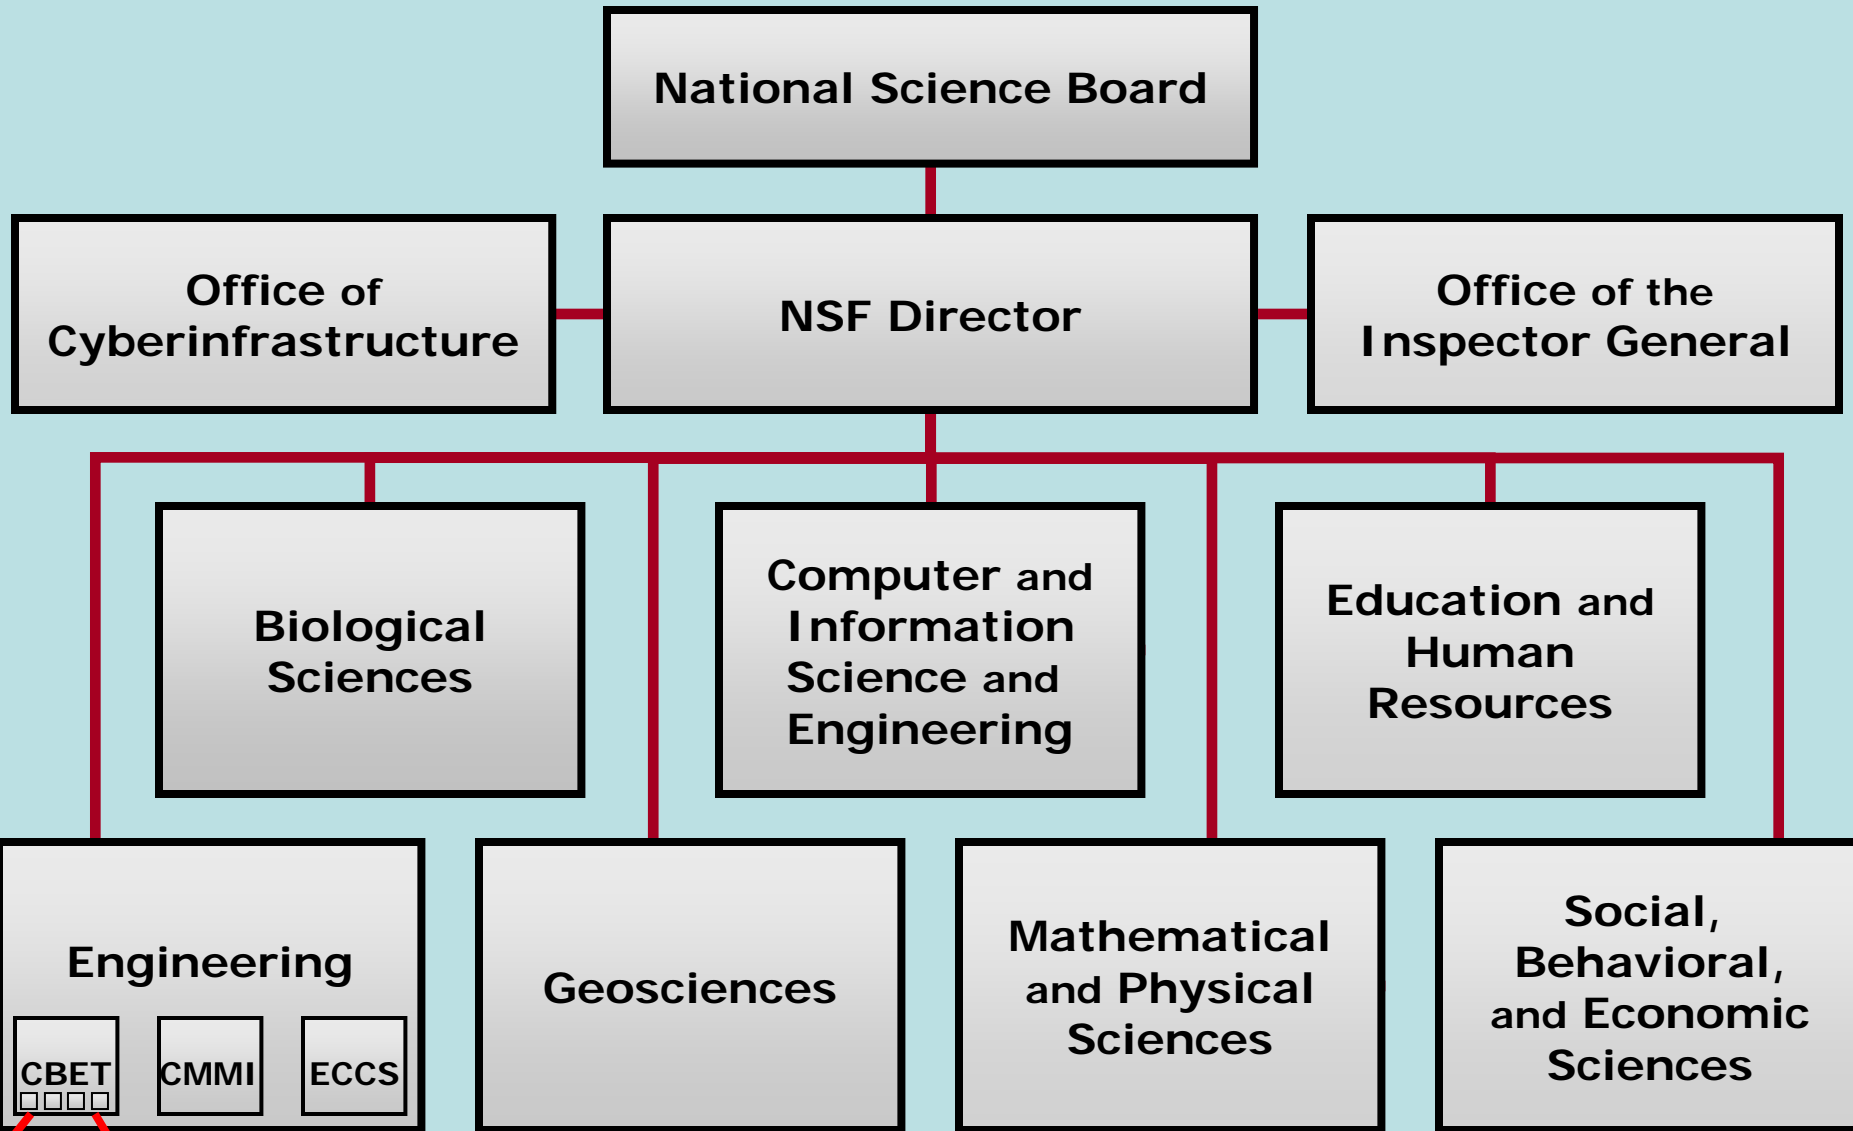 National Science Board
Office of
Cyberinfrastructure
NSF Director
Office of the
Inspector General
Biological
Sciences
Computer and
Information
Science and
Engineering
Education and
Human
Resources
Engineering
CBET
CMMI
ECCS
Geosciences
Mathematical
and Physical
Sciences
Social,
Behavioral,
and Economic
Sciences